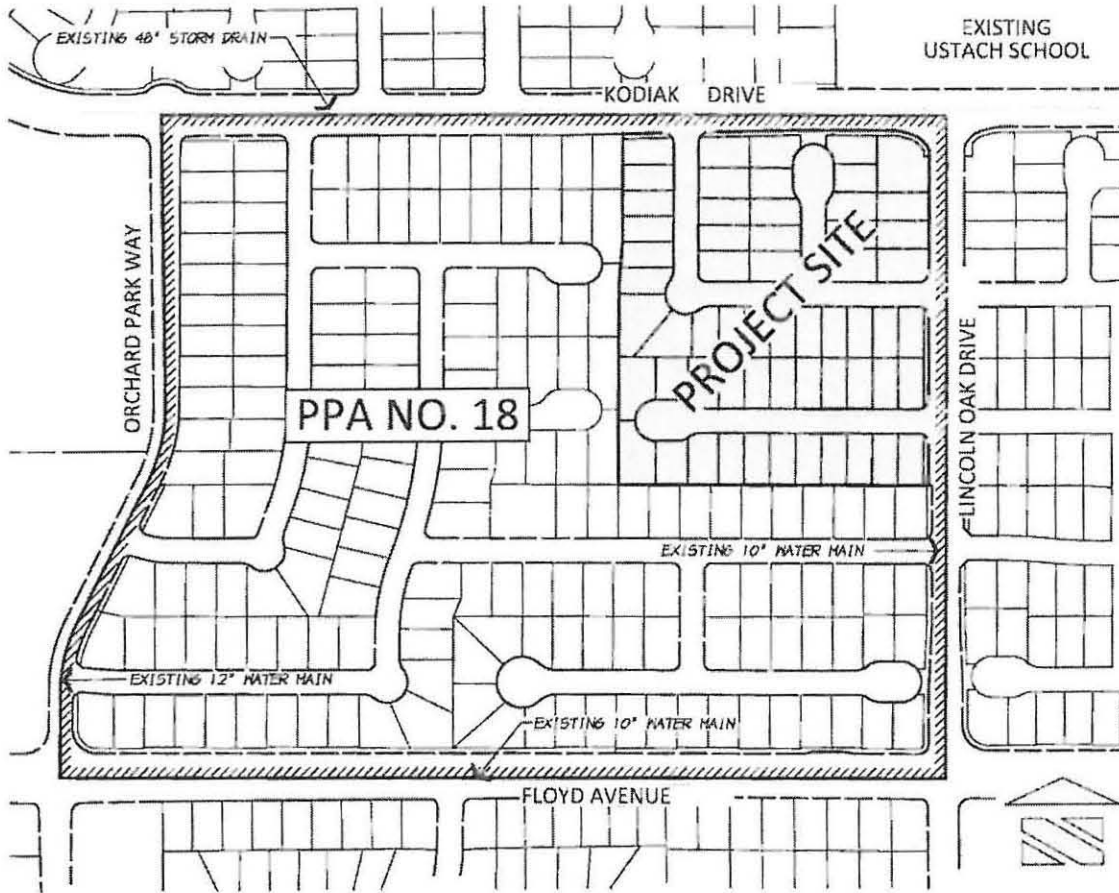 EXISTING 48" STORM DRAIN
EXISTING
USTACH SCHOOL
KODIAK DRIVE
ORCHARD PARK WAY
PROJECT SITE
PPA NO. 18
LINCOLN OAK DRIVE
EXISTING 10" WATER MAIN
EXISTING 12" WATER MAIN
EXISTING 10" WATER MAIN
FLOYD AVENUE